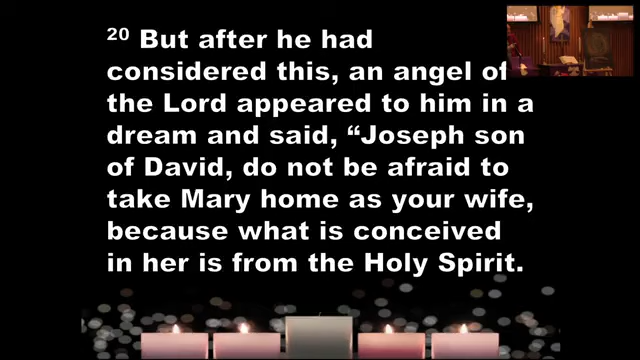 20 But after he had
considered this, an angel of
the Lord appeared to him in a
dream and said, “Joseph son
of David, do not be afraid to
take Mary home as your wife,
because what is conceived
in her is from the Holy Spirit.